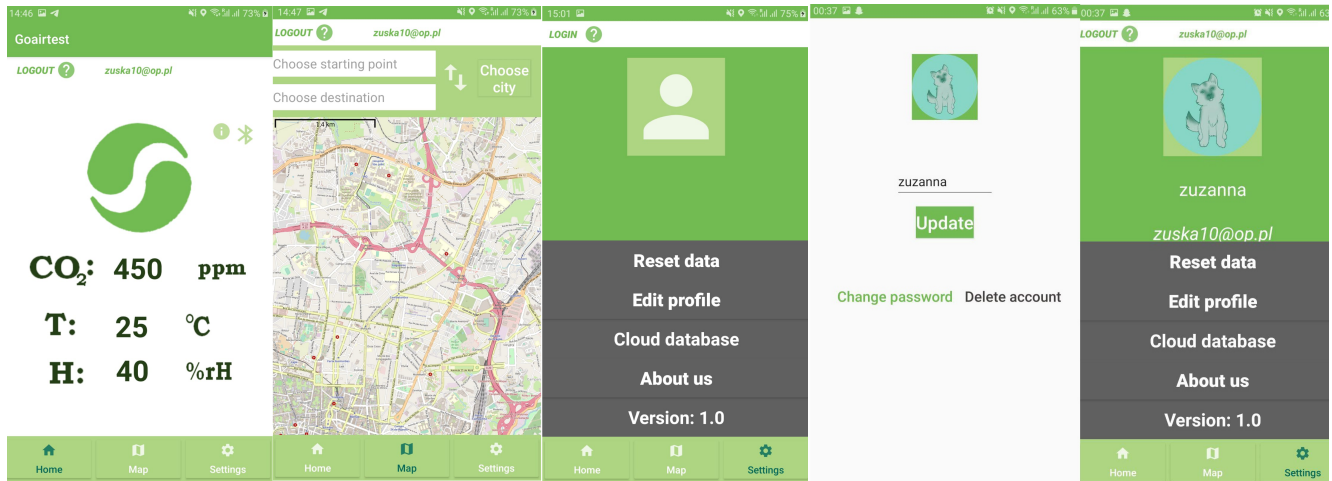 14:46 73%
Goairtest
LOGOUT ? zuska10@op.pl
CO2: 450 ppm
T: 25 °C
H: 40 %rH
Home Map Settings
14:47 73%
LOGOUT ? zuska10@op.pl
Choose starting point
Choose destination
Choose
city
1.4 km
Home Map Settings
15:01 75%
LOGIN ?
Reset data
Edit profile
Cloud database
About us
Version: 1.0
Home Map Settings
00:37 63%
zuzanna
Update
Change password Delete account
00:37 63
LOGOUT ? zuska10@op.pl
zuzanna
zuska10@op.pl
Reset data
Edit profile
Cloud database
About us
Version: 1.0
Home Map Settings